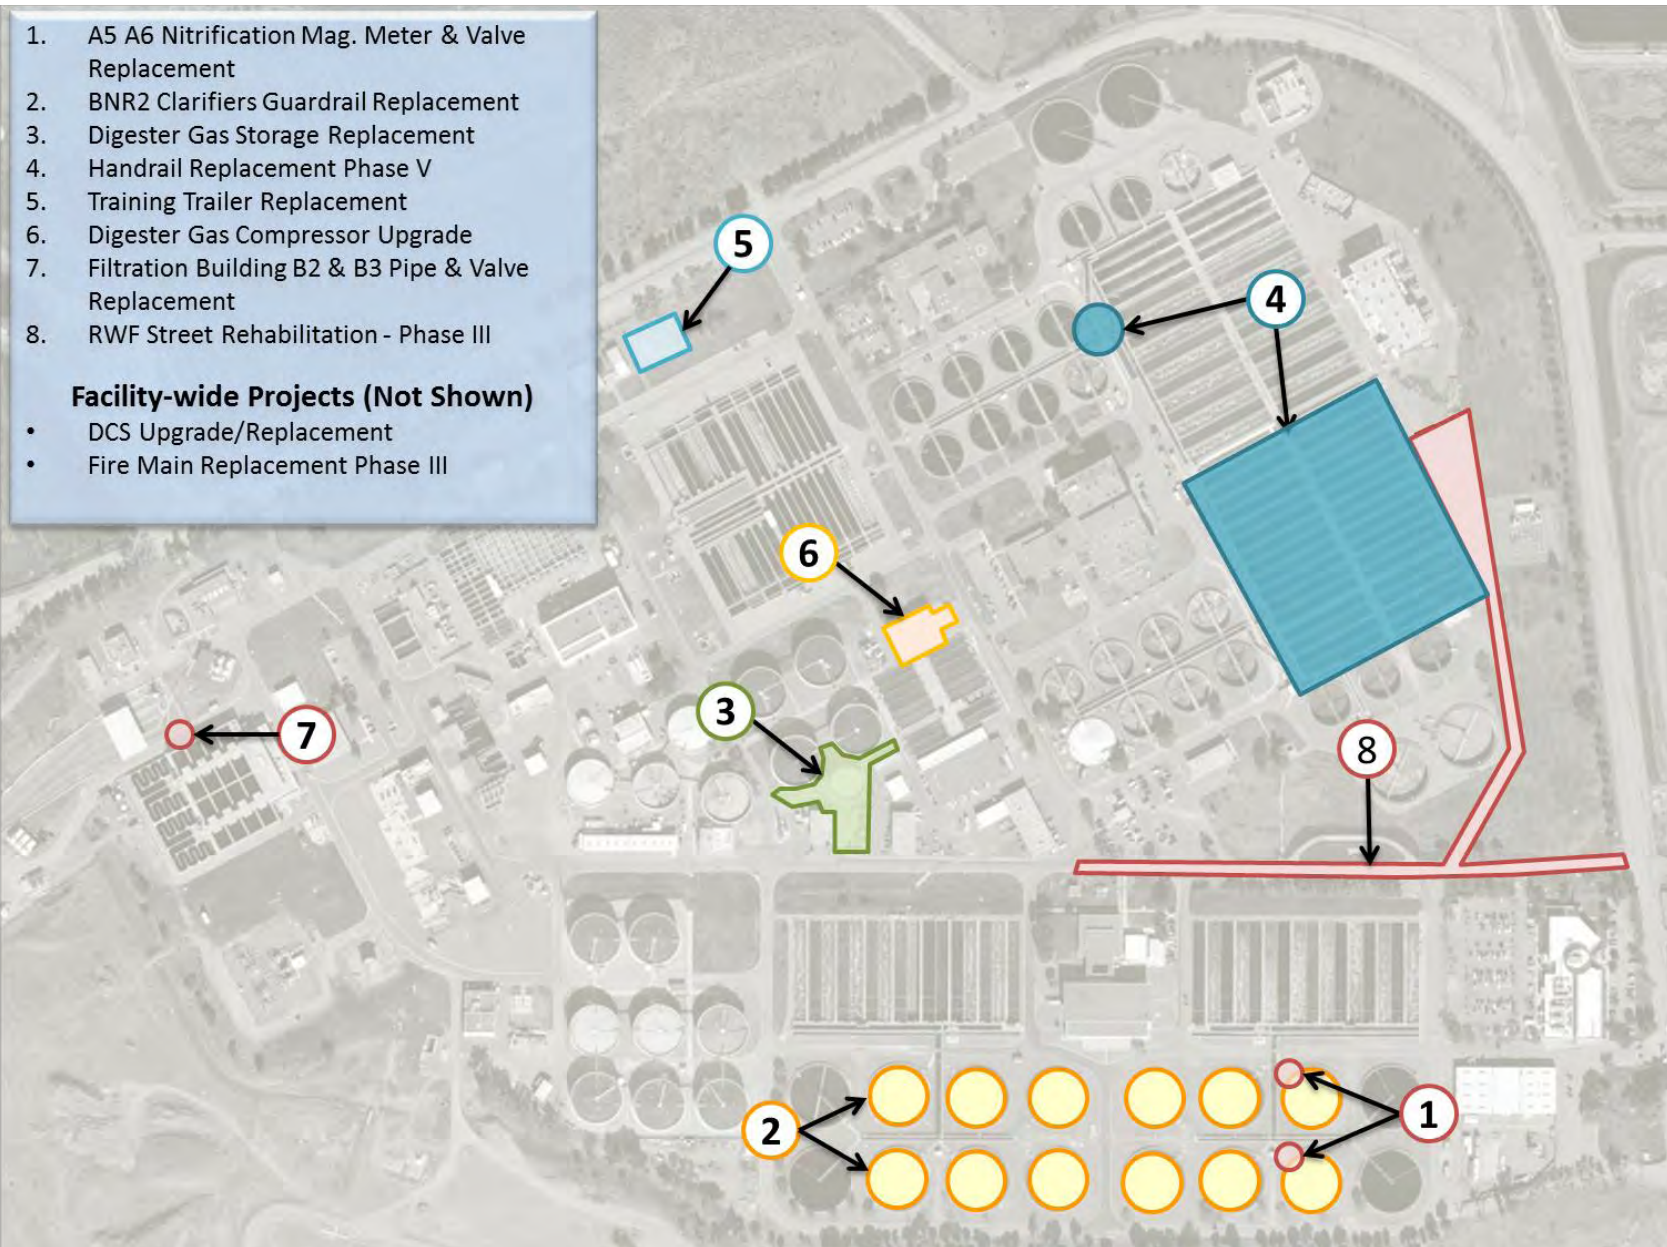 1. A5 A6 Nitrification Mag. Meter & Valve
Replacement
2. BNR2 Clarifiers Guardrail Replacement
3. Digester Gas Storage Replacement
4. Handrail Replacement Phase V
5. Training Trailer Replacement
6. Digester Gas Compressor Upgrade
7. Filtration Building B2 & B3 Pipe & Valve
Replacement
8. RWF Street Rehabilitation - Phase III
Facility-wide Projects (Not Shown)
• DCS Upgrade/Replacement
• Fire Main Replacement Phase III
5
4
6
3
7
8
2
1